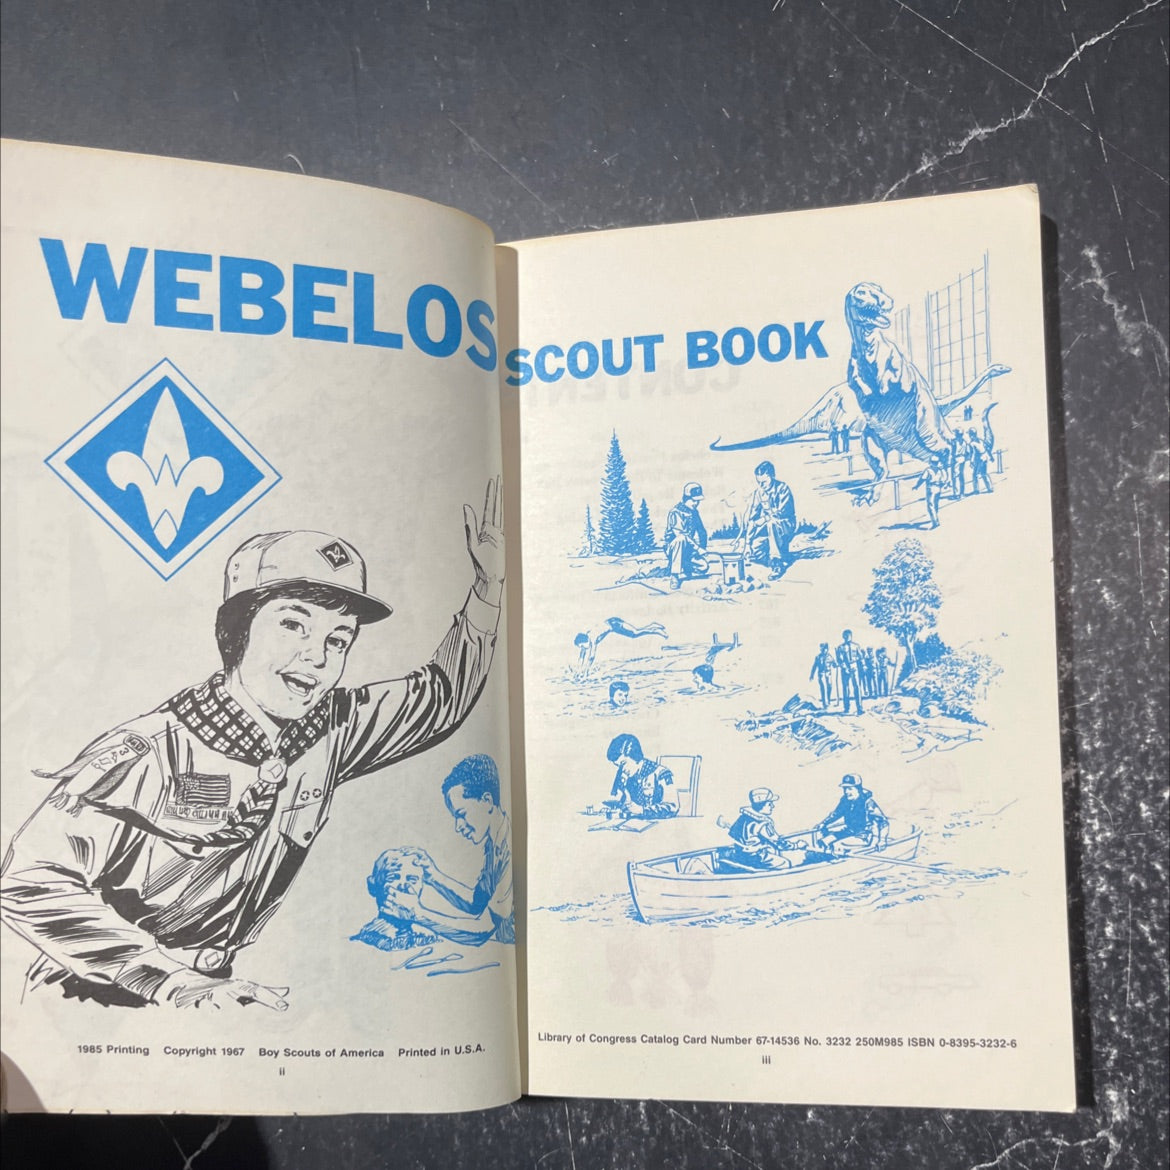 WEBELOS
SCOUT BOOK
W
1985 Printing Copyright 1967 Boy Scouts of America Printed in U.S.A.
ii
Library of Congress Catalog Card Number 67-14536 No. 3232 250M985 ISBN 0-8395-3232-6
iii